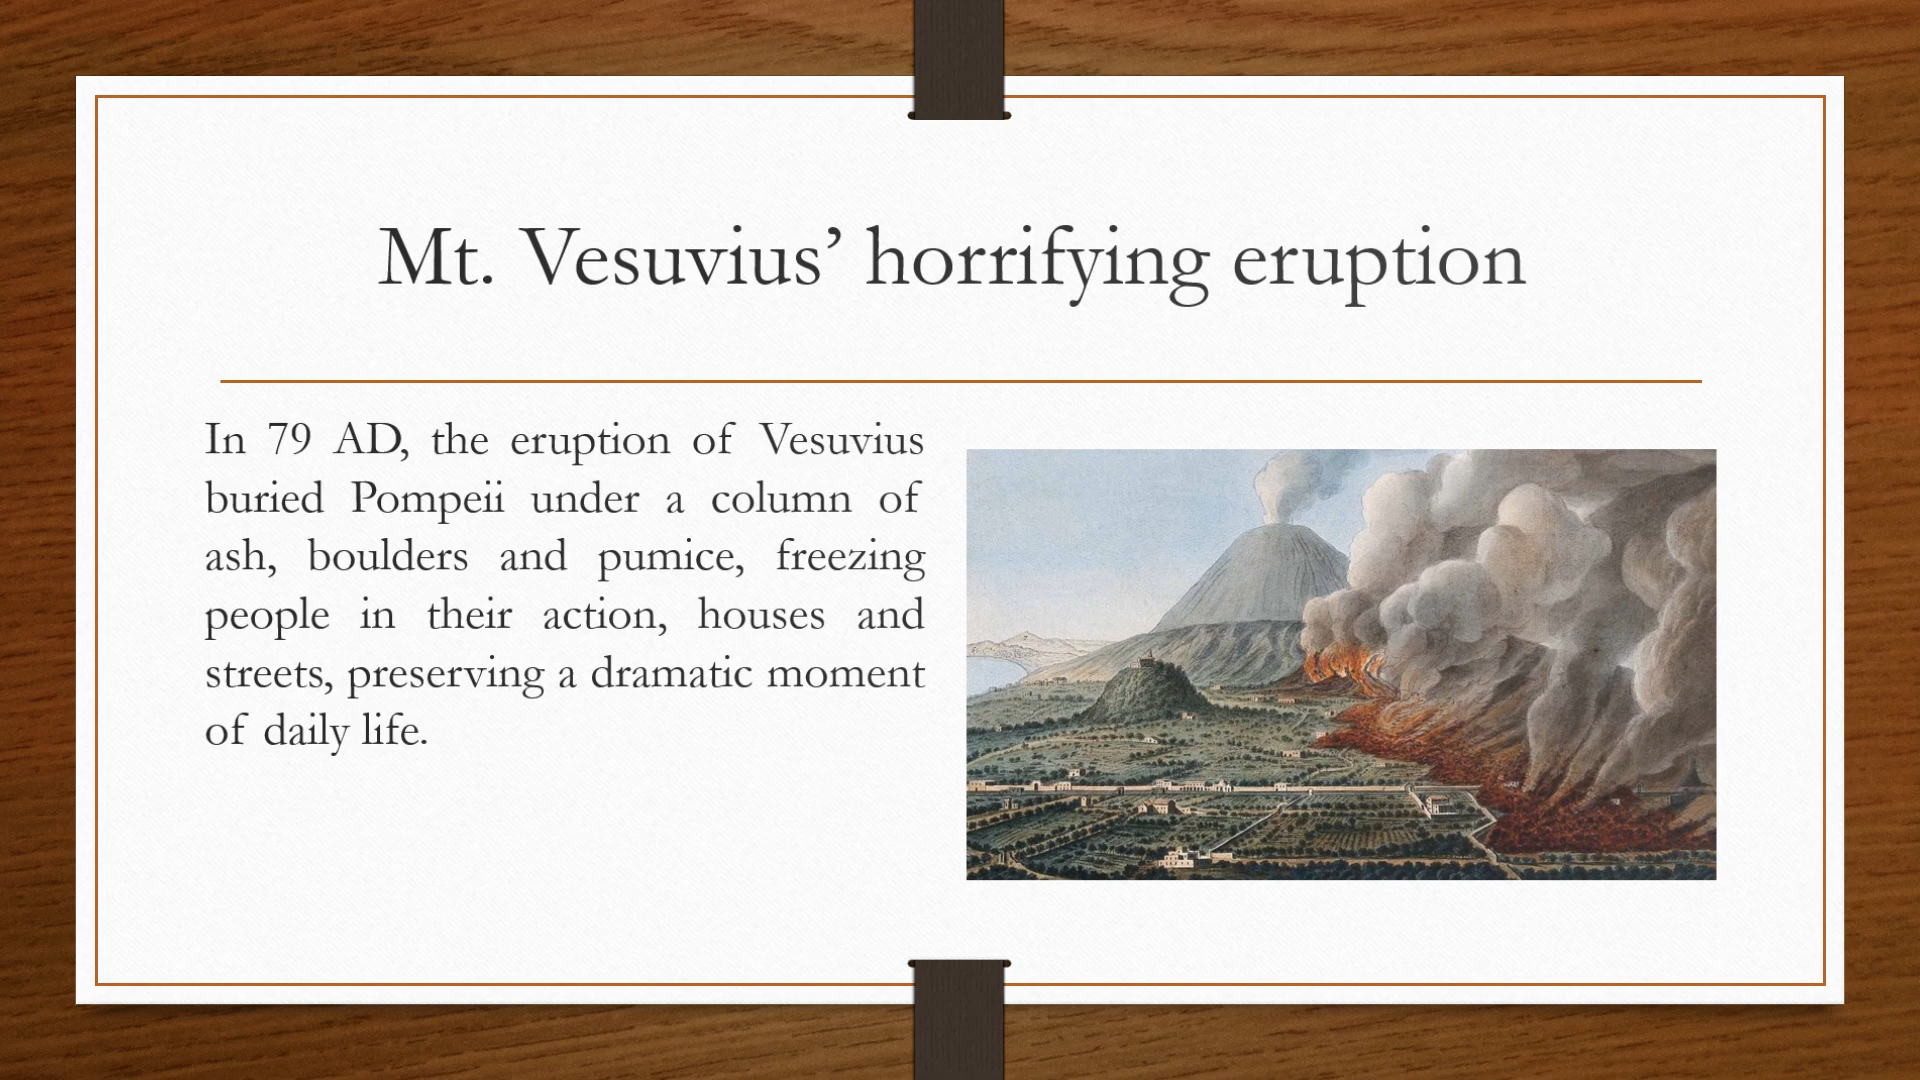 Mt. Vesuvius’ horrifying eruption
In 79 AD, the eruption of Vesuvius
buried Pompeii under a column of
ash, boulders and pumice, freezing
people in their action, houses and
streets, preserving a dramatic moment
of daily life.